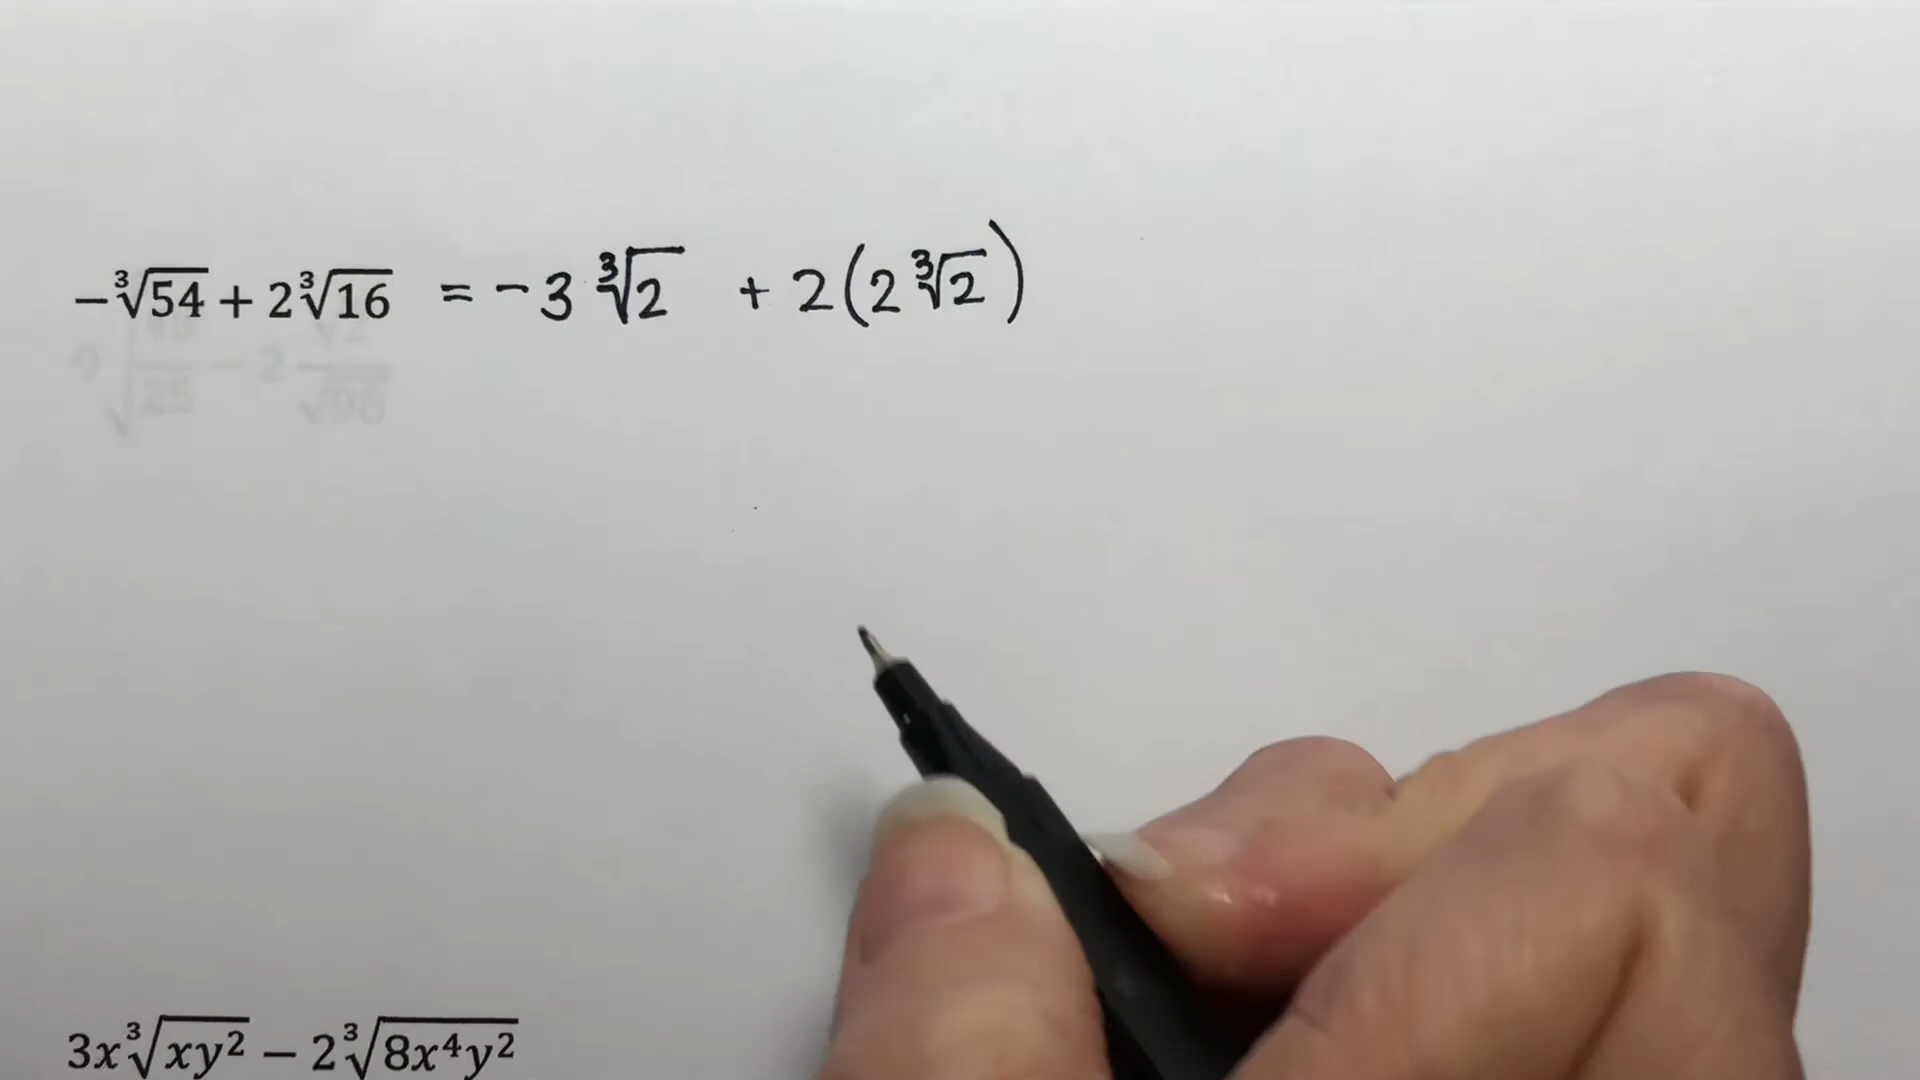 −∛54 + 2∛16 = −3 ∛2 + 2(2 ∛2)
3x∛xy² − 2∛8x⁴y²